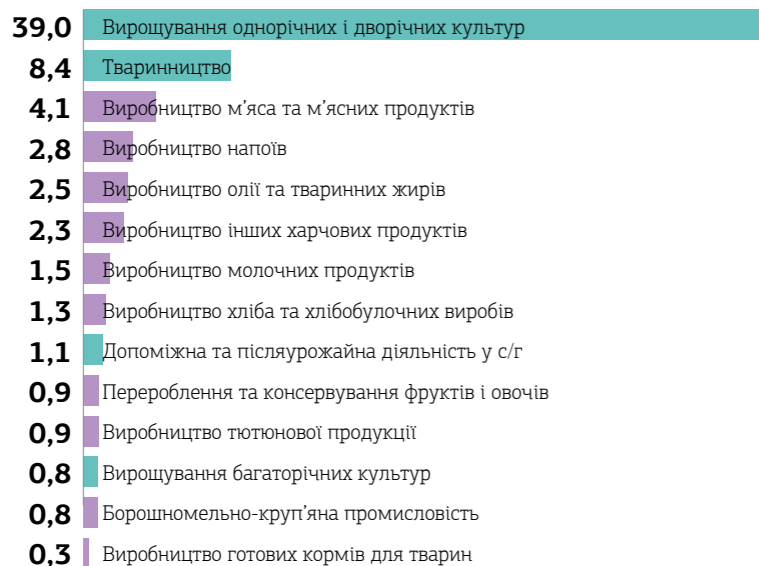 39,0 Вирощування однорічних і дворічних культур
8,4 Тваринництво
4,1 Виробництво м’яса та м’ясних продуктів
2,8 Виробництво напоїв
2,5 Виробництво олії та тваринних жирів
2,3 Виробництво інших харчових продуктів
1,5 Виробництво молочних продуктів
1,3 Виробництво хліба та хлібобулочних виробів
1,1 Допоміжна та післяурожайна діяльність у с/г
0,9 Перероблення та консервування фруктів і овочів
0,9 Виробництво тютюнової продукції
0,8 Вирощування багаторічних культур
0,8 Борошномельно-круп’яна промисловість
0,3 Виробництво готових кормів для тварин